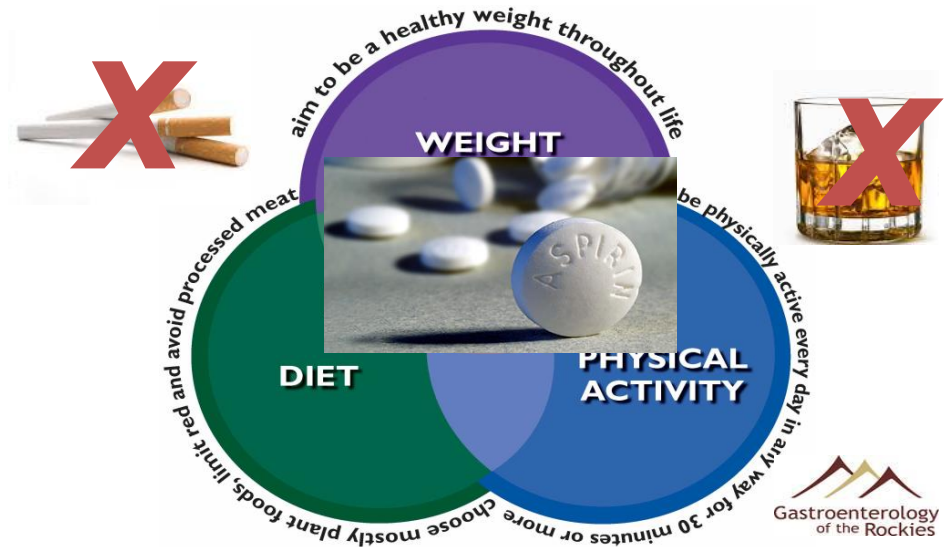 aim to be a healthy weight throughout life
WEIGHT
ASPIRIN
be physically active every day in any way for 30 minutes or more
PHYSICAL
ACTIVITY
DIET
choose mostly plant foods, limit red and avoid processed meat
X
X
Gastroenterology
of the Rockies